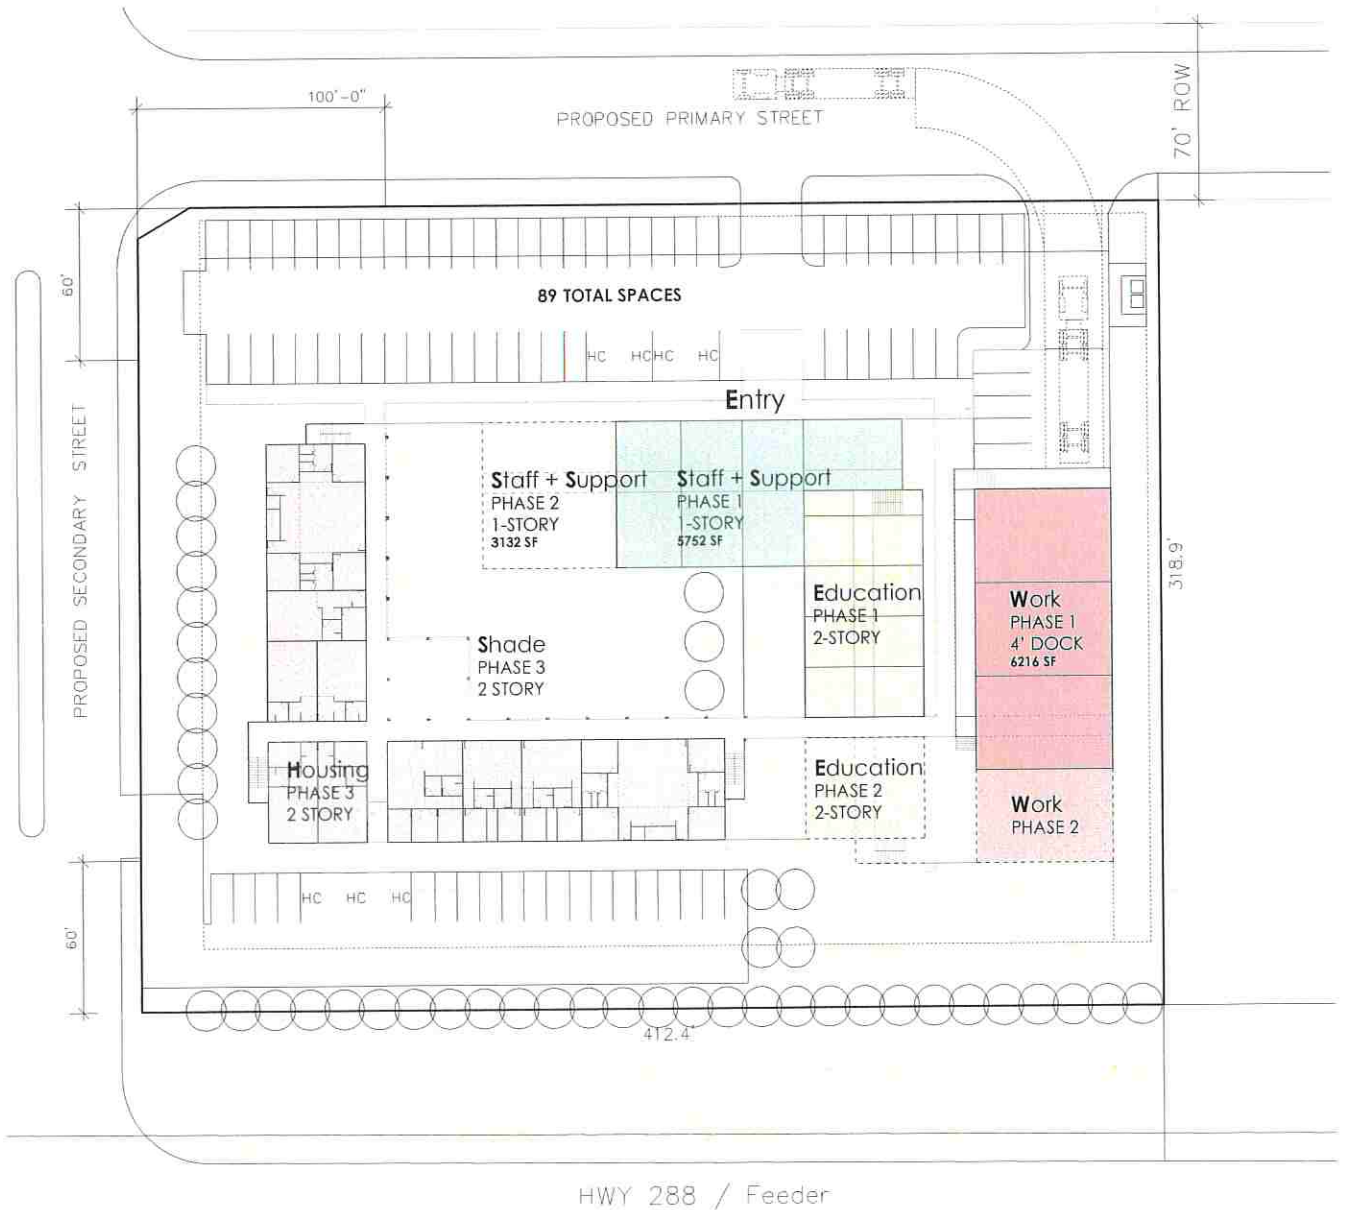 100'-0"
PROPOSED PRIMARY STREET
70' ROW
60'
89 TOTAL SPACES
HC HC HC HC
Entry
PROPOSED SECONDARY STREET
Staff + Support
PHASE 2
1-STORY
3132 SF
Staff + Support
PHASE 1
1-STORY
5752 SF
318.9'
Education
PHASE 1
2-STORY
Work
PHASE 1
4' DOCK
6216 SF
Shade
PHASE 3
2 STORY
Housing
PHASE 3
2 STORY
Education
PHASE 2
2-STORY
Work
PHASE 2
HC HC HC
60'
412.4'
HWY 288 / Feeder